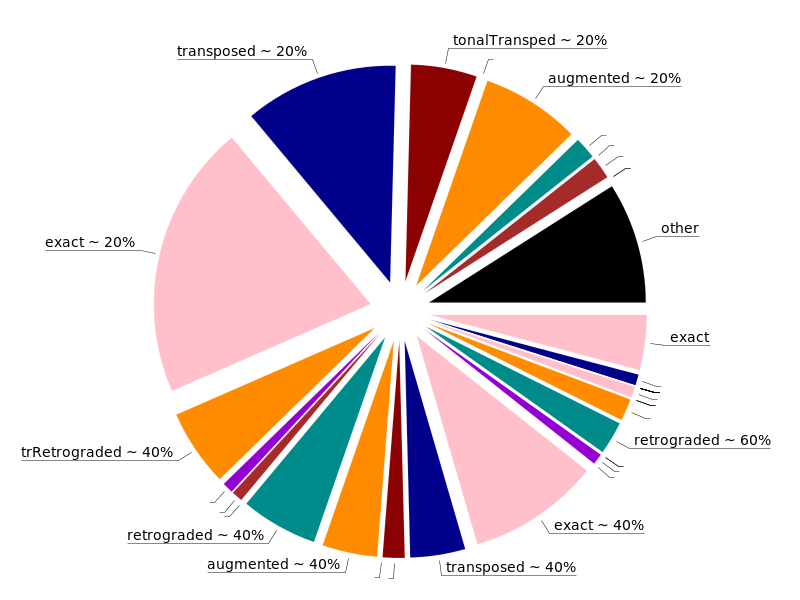 tonalTransped ~ 20%
transposed ~ 20%
augmented ~ 20%
other
exact ~ 20%
exact
retrograded ~ 60%
trRetrograded ~ 40%
exact ~ 40%
retrograded ~ 40%
augmented ~ 40%
transposed ~ 40%